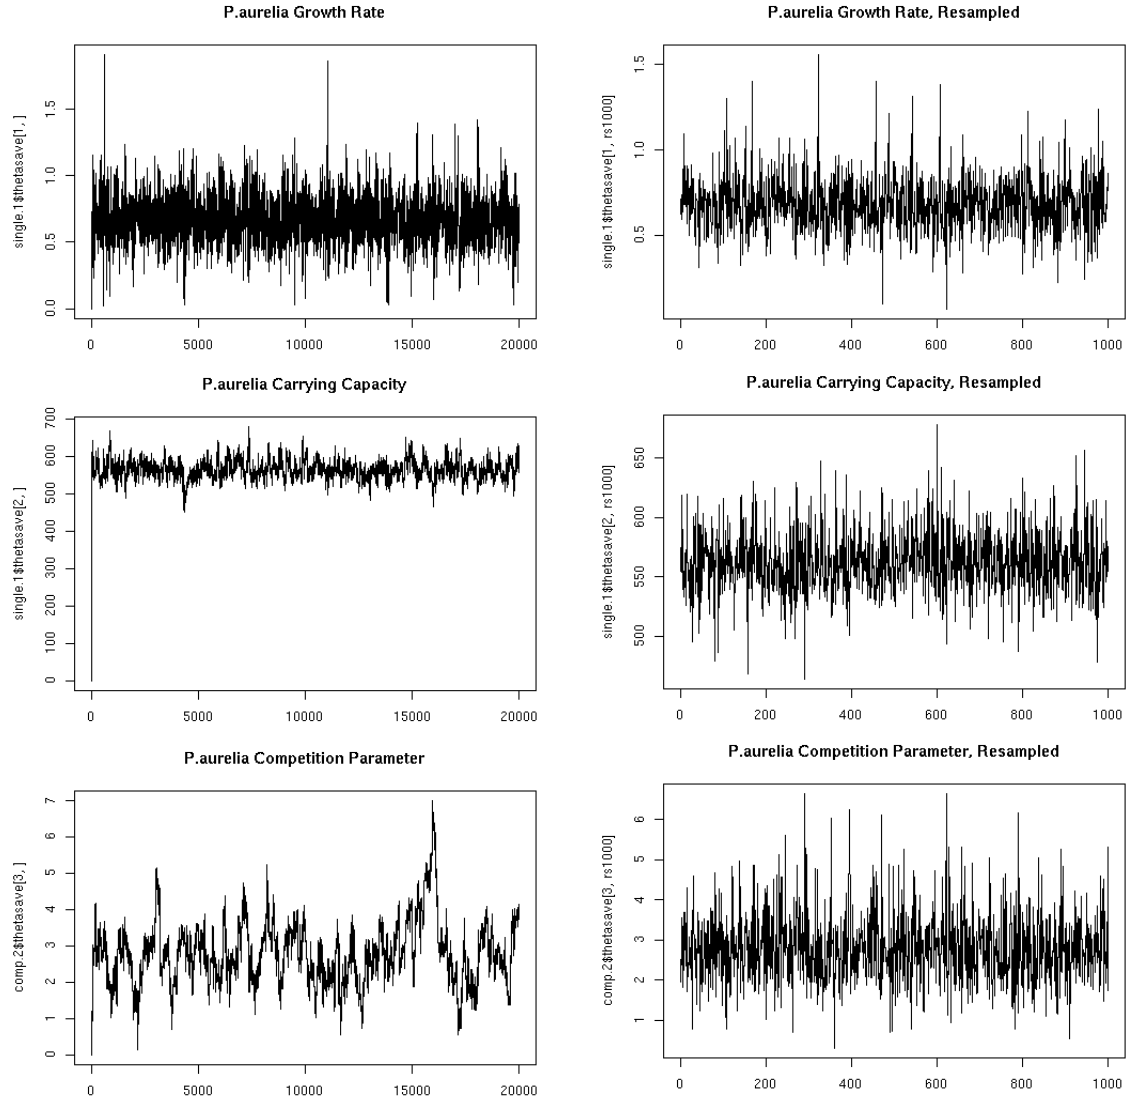 P.aurelia Growth Rate
single.1$thetasave[1, ]
0.0 0.5 1.0 1.5
0 5000 10000 15000 20000
P.aurelia Growth Rate, Resampled
single.1$thetasave[1, rs1000]
0.5 1.0 1.5
0 200 400 600 800 1000
P.aurelia Carrying Capacity
single.1$thetasave[2, ]
0 100 200 300 400 500 600 700
0 5000 10000 15000 20000
P.aurelia Carrying Capacity, Resampled
single.1$thetasave[2, rs1000]
500 550 600 650
0 200 400 600 800 1000
P.aurelia Competition Parameter
comp.2$thetasave[3, ]
0 1 2 3 4 5 6 7
0 5000 10000 15000 20000
P.aurelia Competition Parameter, Resampled
comp.2$thetasave[3, rs1000]
1 2 3 4 5 6
0 200 400 600 800 1000